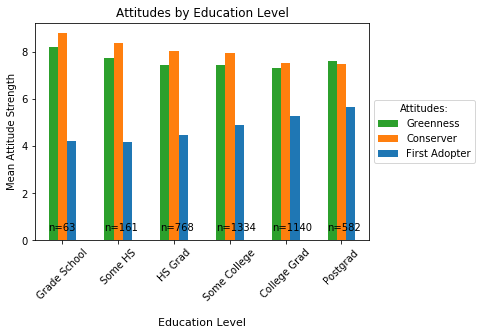 Attitudes by Education Level
Mean Attitude Strength
8
6
4
2
0
n=63 n=161 n=768 n=1334 n=1140 n=582
Grade School Some HS HS Grad Some College College Grad Postgrad
Education Level
Attitudes:
Greenness
Conserver
First Adopter